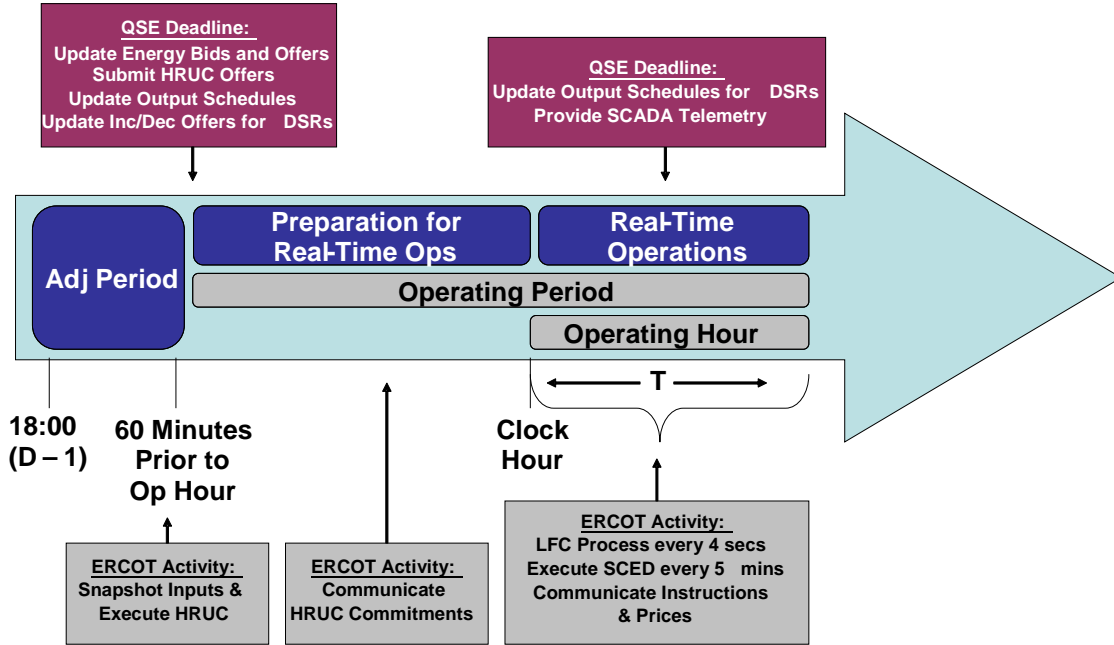 QSE Deadline:
Update Energy Bids and Offers
Submit HRUC Offers
Update Output Schedules
Update Inc/Dec Offers for DSRs
QSE Deadline:
Update Output Schedules for DSRs
Provide SCADA Telemetry
Adj Period
Preparation for
Real-Time Ops
Real-Time
Operations
Operating Period
Operating Hour
T
18:00
(D – 1)
60 Minutes
Prior to
Op Hour
Clock
Hour
ERCOT Activity:
Snapshot Inputs &
Execute HRUC
ERCOT Activity:
Communicate
HRUC Commitments
ERCOT Activity:
LFC Process every 4 secs
Execute SCED every 5 mins
Communicate Instructions
& Prices